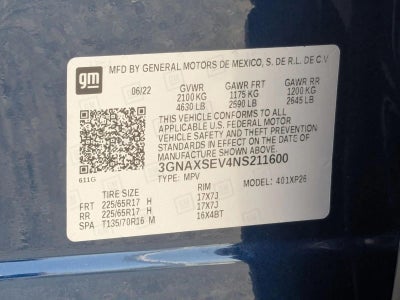 gm
MFD BY GENERAL MOTORS DE MEXICO, S. DE R.L. DE C.V
06/22 GVWR GAWR FRT GAWR RR
2100 KG 1175 KG 1200 KG
4630 LB 2590 LB 2645 LB
THIS VEHICLE CONFORMS TO ALL
APPLICABLE U.S. FEDERAL MOTOR
VEHICLE SAFETY AND THEFT PREVENTION
STANDARDS IN EFFECT ON THE DATE OF
MANUFACTURE SHOWN ABOVE.
3GNAXSEV4NS211600
611G TYPE: MPV MODEL: 401XP26
TIRE SIZE RIM
FRT 225/65R17 H 17X7J
RR 225/65R17 H 17X7J
SPA T135/70R16 M 16X4BT